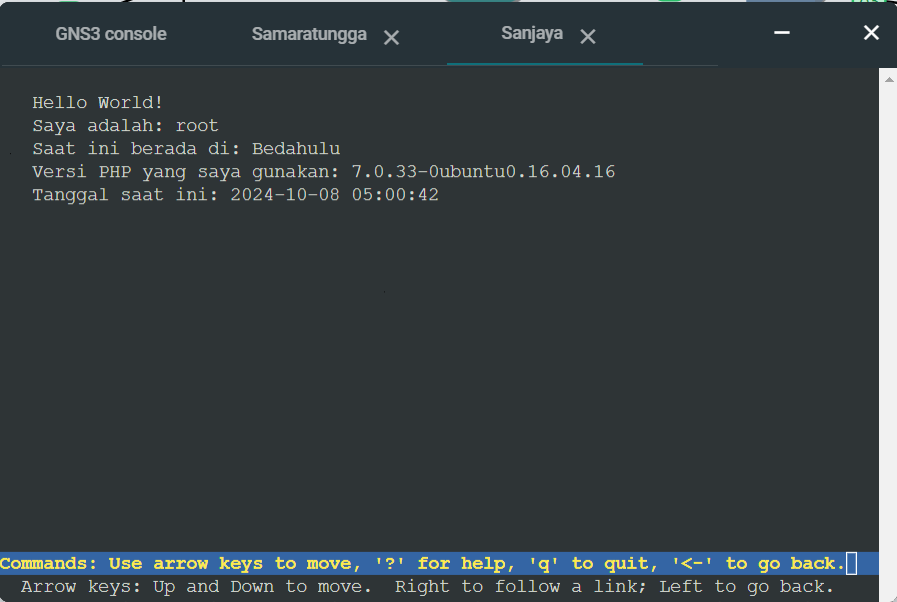 GNS3 console Samaratungga Sanjaya
Hello World!
Saya adalah: root
Saat ini berada di: Bedahulu
Versi PHP yang saya gunakan: 7.0.33-0ubuntu0.16.04.16
Tanggal saat ini: 2024-10-08 05:00:42
Commands: Use arrow keys to move, '?' for help, 'q' to quit, '<-' to go back.
Arrow keys: Up and Down to move.  Right to follow a link; Left to go back.